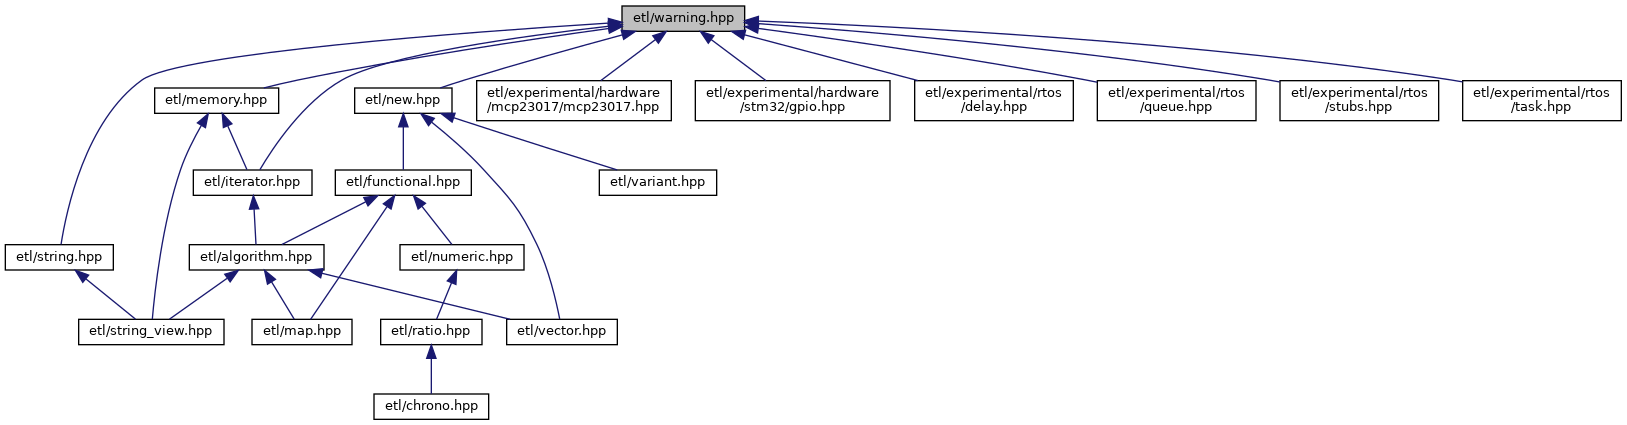 etl/warning.hpp
etl/memory.hpp
etl/new.hpp
etl/experimental/hardware
/mcp23017/mcp23017.hpp
etl/experimental/hardware
/stm32/gpio.hpp
etl/experimental/rtos
/delay.hpp
etl/experimental/rtos
/queue.hpp
etl/experimental/rtos
/stubs.hpp
etl/experimental/rtos
/task.hpp
etl/iterator.hpp
etl/functional.hpp
etl/variant.hpp
etl/string.hpp
etl/algorithm.hpp
etl/numeric.hpp
etl/string_view.hpp
etl/map.hpp
etl/ratio.hpp
etl/vector.hpp
etl/chrono.hpp